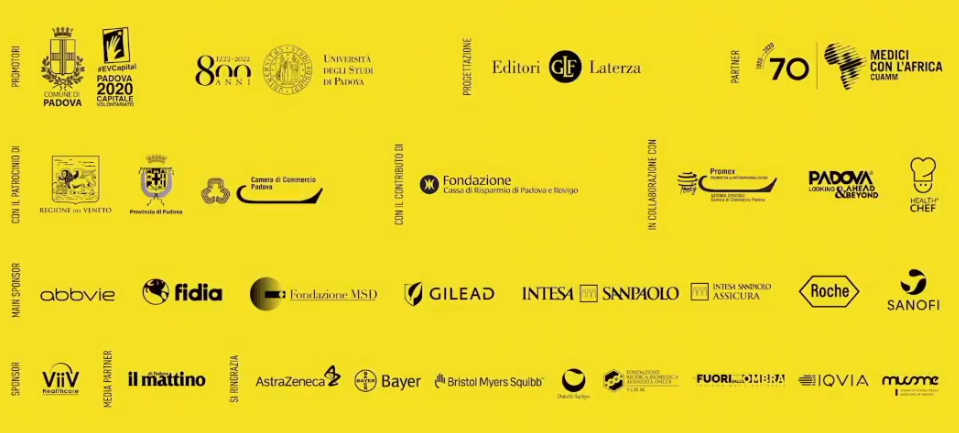 PROMOTORI
COMUNE DI
PADOVA
#EVCapital
PADOVA
2020
CAPITALE
VOLONTARIATO
1222-2022
800
ANNI
UNIVERSITÀ
DEGLI STUDI
DI PADOVA
PROGETTAZIONE
Editori GLF Laterza
PARTNER
1950-2020
70
MEDICI
CON L'AFRICA
CUAMM
CON IL PATROCINIO DI
REGIONE DEL VENETO
Provincia di Padova
Camera di Commercio
Padova
CON IL CONTRIBUTO DI
Fondazione
Cassa di Risparmio di Padova e Rovigo
IN COLLABORAZIONE CON
Promex
PADOVA
LOOKING AHEAD
&BEYOND
HEALTH
CHEF
MAIN SPONSOR
abbvie
fidia
Fondazione MSD
GILEAD
INTESA SANPAOLO
INTESA SANPAOLO
ASSICURA
Roche
SANOFI
SPONSOR
ViiV
Healthcare
MEDIA PARTNER
il mattino
SI RINGRAZIA
AstraZeneca
BAYER
BAYER
Bayer
Bristol Myers Squibb
FONDAZIONE
RICERCA BIOMEDICA
AVANZATA ONLUS
V.I.M.M.
FUORI DALL'OMBRA
IQVIA
musme